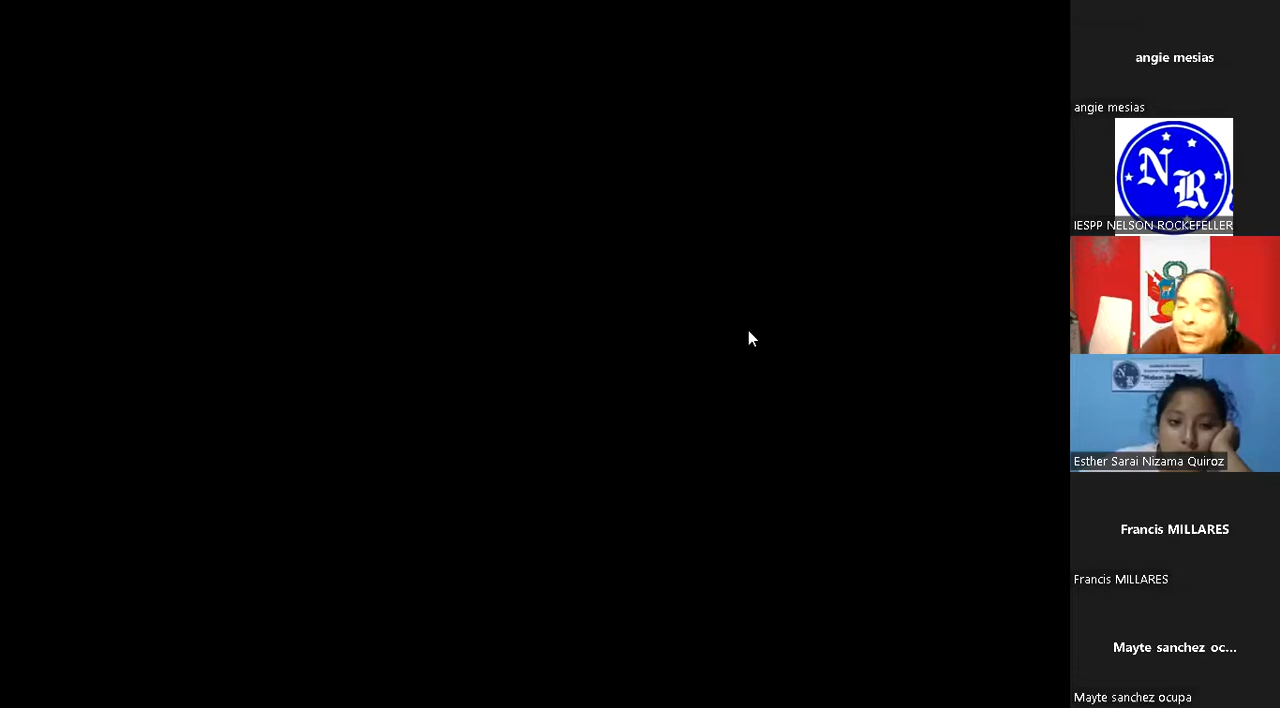 angie mesias
angie mesias
N
R
IESPP NELSON ROCKEFELLER
NR
Esther Sarai Nizama Quiroz
Francis MILLARES
Francis MILLARES
Mayte sanchez oc...
Mayte sanchez ocupa